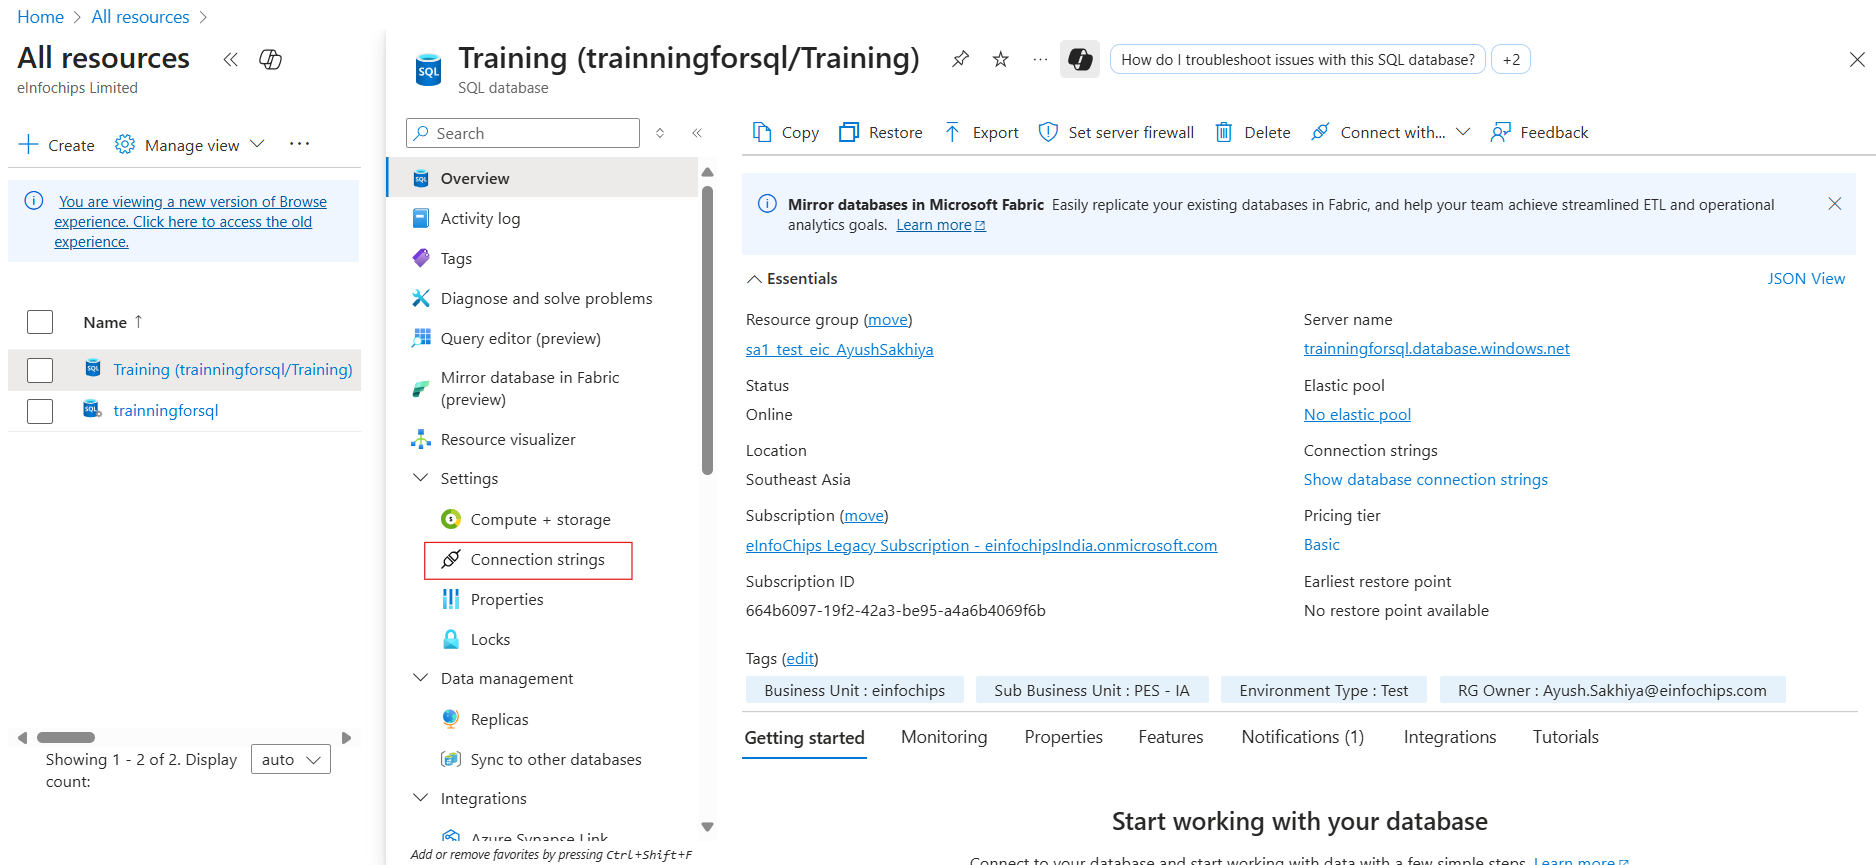 Home > All resources >
All resources
eInfochips Limited
Create Manage view ...
You are viewing a new version of Browse
experience. Click here to access the old
experience.
Name ↑
Training (trainningforsql/Training)
trainningforsql
Showing 1 - 2 of 2. Display
count:
auto
SQL
Training (trainningforsql/Training)
SQL database
...
How do I troubleshoot issues with this SQL database?
+2
Search
Overview
Activity log
Tags
Diagnose and solve problems
Query editor (preview)
Mirror database in Fabric
(preview)
Resource visualizer
Settings
Compute + storage
Connection strings
Properties
Locks
Data management
Replicas
Sync to other databases
Integrations
Azure Synapse Link
Add or remove favorites by pressing Ctrl+Shift+F
Copy Restore Export Set server firewall Delete Connect with... Feedback
Mirror databases in Microsoft Fabric Easily replicate your existing databases in Fabric, and help your team achieve streamlined ETL and operational
analytics goals. Learn more
Essentials
JSON View
Resource group (move)
sa1_test_eic_AyushSakhiya
Status
Online
Location
Southeast Asia
Subscription (move)
eInfoChips Legacy Subscription - einfochipsIndia.onmicrosoft.com
Subscription ID
664b6097-19f2-42a3-be95-a4a6b4069f6b
Server name
trainningforsql.database.windows.net
Elastic pool
No elastic pool
Connection strings
Show database connection strings
Pricing tier
Basic
Earliest restore point
No restore point available
Tags (edit)
Business Unit : einfochips
Sub Business Unit : PES - IA
Environment Type : Test
RG Owner : Ayush.Sakhiya@einfochips.com
Getting started Monitoring Properties Features Notifications (1) Integrations Tutorials
Start working with your database
Connect to your database and start working with data with a few simple steps. Learn more